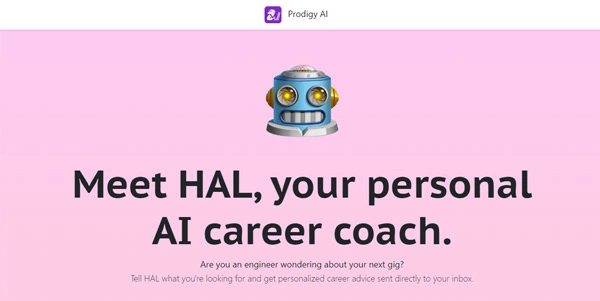 Prodigy AI
Meet HAL, your personal
AI career coach.
Are you an engineer wondering about your next gig?
Tell HAL what you're looking for and get personalized career advice sent directly to your inbox.